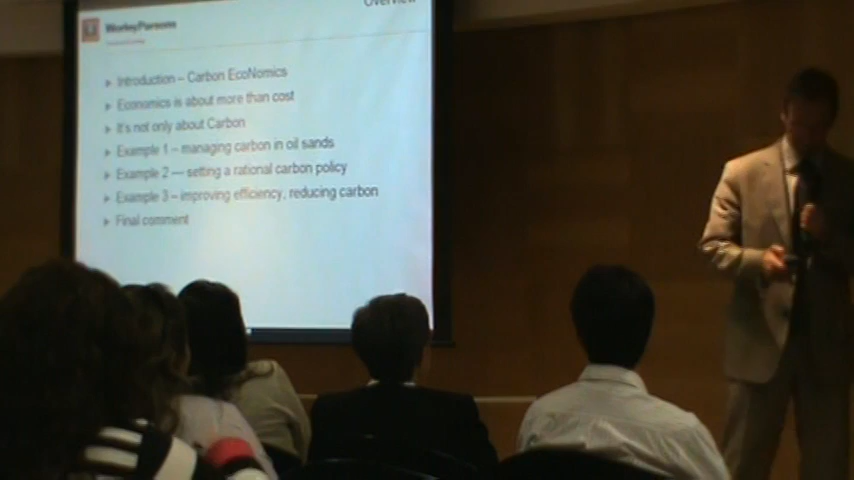 Overview
WorleyParsons
Introduction – Carbon EcoNomics
Economics is about more than cost
It's not only about Carbon
Example 1 – managing carbon in oil sands
Example 2 — setting a rational carbon policy
Example 3 – improving efficiency, reducing carbon
Final comment